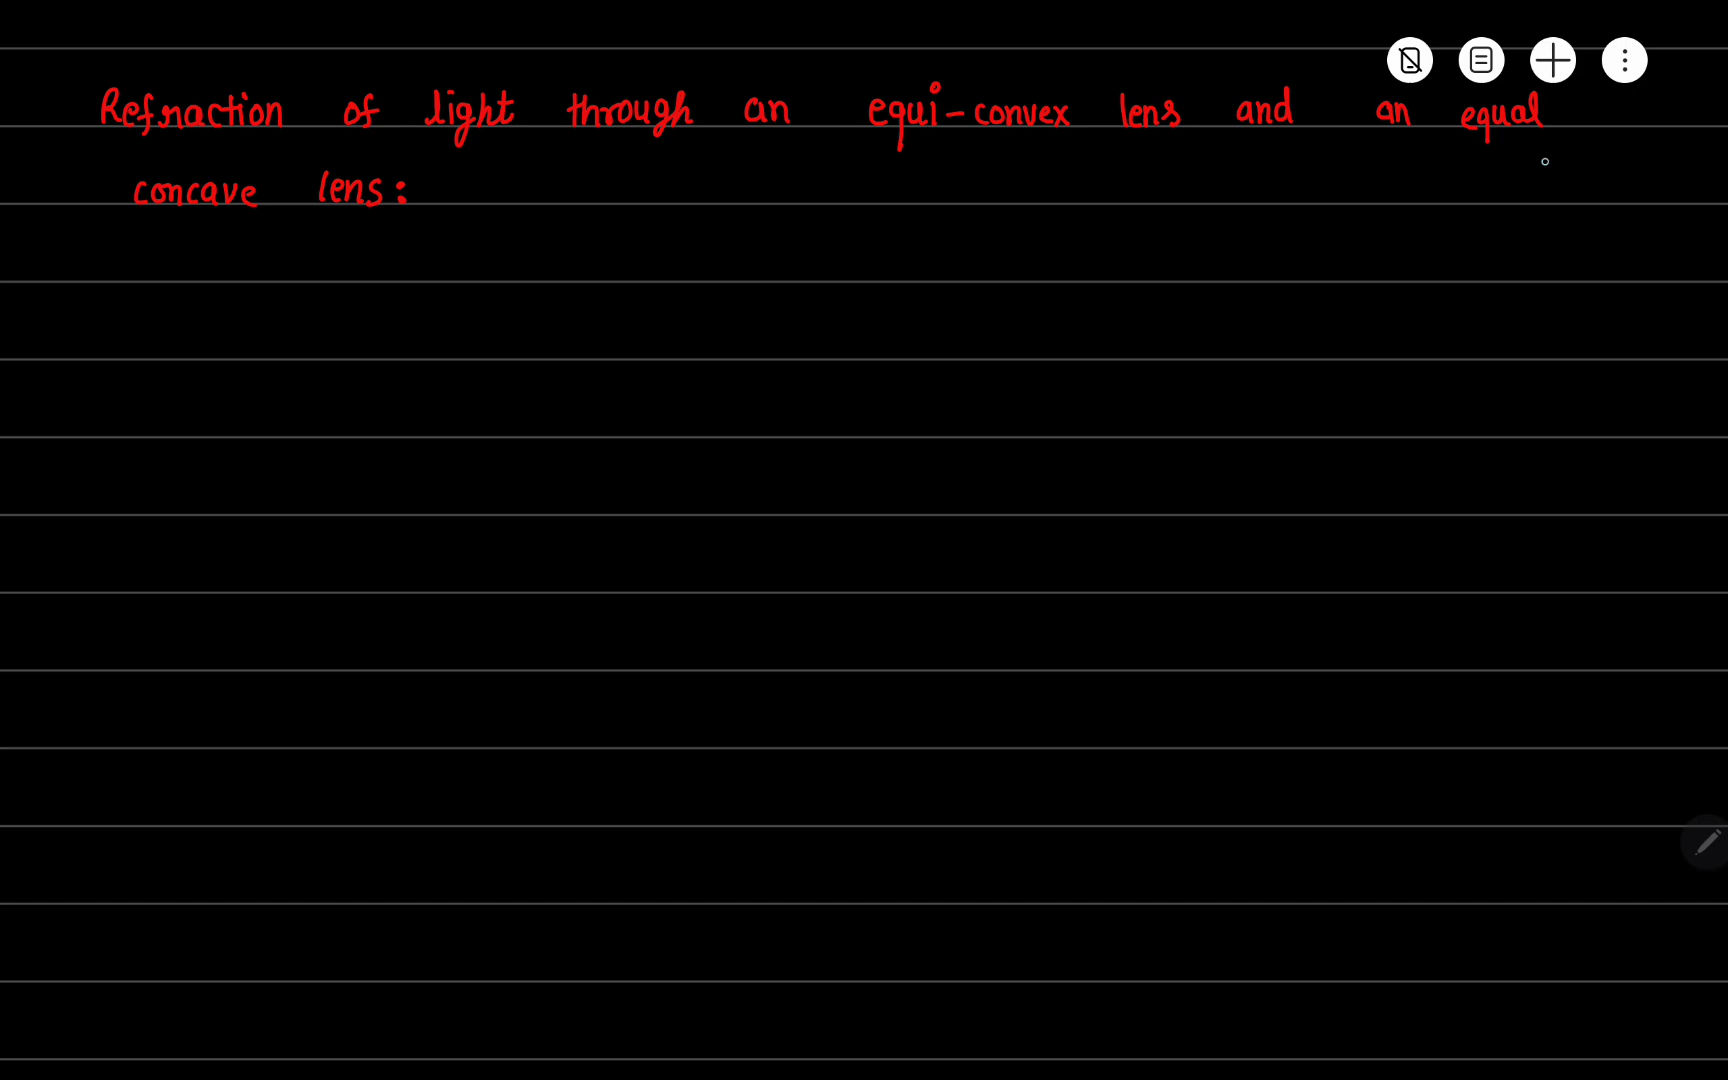 Refraction of light through an equi-convex lens and an equal
concave lens: